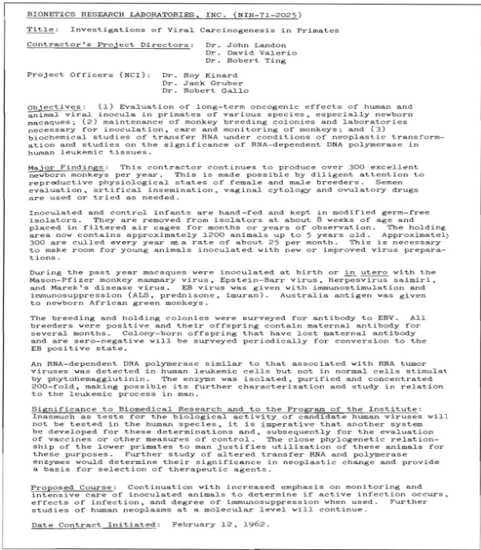 BIONETICS RESEARCH LABORATORIES, INC. (NIH-71-2025)
Title: Investigations of Viral Carcinogenesis in Primates
Contractor's Project Directors: Dr. John Landon
Dr. David Valerio
Dr. Robert Ting
Project Officers (NCI): Dr. Roy Kinard
Dr. Jack Gruber
Dr. Robert Gallo
Objectives: (1) Evaluation of long-term oncogenic effects of human and
animal viral inocula in primates of various species, especially newborn
macaques; (2) maintenance of monkey breeding colonies and laboratories
necessary for inoculation, care and monitoring of monkeys; and (3)
biochemical studies of transfer RNA under conditions of neoplastic transform-
ation and studies on the significance of RNA-dependent DNA polymerase in
human leukemic tissues.
Major Findings: This contractor continues to produce over 300 excellent
newborn monkeys per year. This is made possible by diligent attention to
reproductive physiological states of female and male breeders. Semen
evaluation, artifical insemination, vaginal cytology and ovulatory drugs
are used or tried as needed.
Inoculated and control infants are hand-fed and kept in modified germ-free
isolators. They are removed from isolators at about 8 weeks of age and
placed in filtered air cages for months or years of observation. The holding
area now contains approximately 1200 animals up to 5 years old. Approximately
300 are culled every year at a rate of about 25 per month. This is necessary
to make room for young animals inoculated with new or improved virus prepara-
tions.
During the past year macaques were inoculated at birth or in utero with the
Mason-Pfizer monkey mammary virus, Epstein-Barr virus, Herpesvirus saimiri,
and Marek's disease virus. EB virus was given with immunostimulation and
immunosuppression (ALS, prednisone, imuran). Australia antigen was given
to newborn African green monkeys.
The breeding and holding colonies were surveyed for antibody to EBV. All
breeders were positive and their offspring contain maternal antibody for
several months. Colony-born offspring that have lost maternal antibody
and are sero-negative will be surveyed periodically for conversion to the
EB positive state.
An RNA-dependent DNA polymerase similar to that associated with RNA tumor
viruses was detected in human leukemic cells but not in normal cells stimulat
by phytohemagglutinin. The enzyme was isolated, purified and concentrated
200-fold, making possible its further characterization and study in relation
to the leukemic process in man.
Significance to Biomedical Research and to the Program of the Institute:
Inasmuch as tests for the biological activity of candidate human viruses will
not be tested in the human species, it is imperative that another system
be developed for these determinations and, subsequently for the evaluation
of vaccines or other measures of control. The close phylogenetic relation-
ship of the lower primates to man justifies utilization of these animals for
these purposes. Further study of altered transfer RNA and polymerase
enzymes would determine their significance in neoplastic change and provide
a basis for selection of therapeutic agents.
Proposed Course: Continuation with increased emphasis on monitoring and
intensive care of inoculated animals to determine if active infection occurs,
effects of infection, and degree of immunosuppression when used. Further
studies of human neoplasms at a molecular level will continue.
Date Contract Initiated: February 12, 1962.